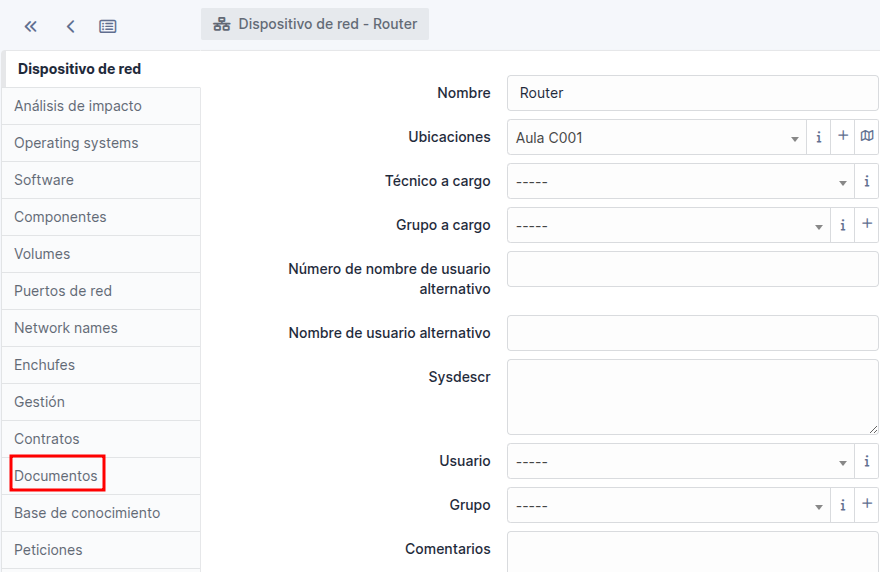 Dispositivo de red - Router
Dispositivo de red
Análisis de impacto
Operating systems
Software
Componentes
Volumes
Puertos de red
Network names
Enchufes
Gestión
Contratos
Documentos
Base de conocimiento
Peticiones
Nombre
Router
Ubicaciones
Aula C001
Técnico a cargo
-----
Grupo a cargo
-----
Número de nombre de usuario
alternativo
Nombre de usuario alternativo
Sysdescr
Usuario
-----
Grupo
-----
Comentarios